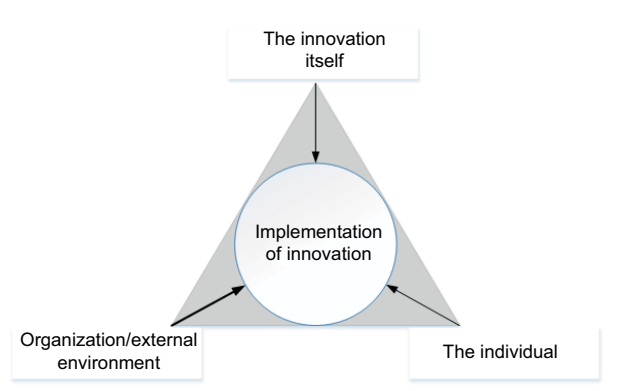 The innovation
itself
Implementation
of innovation
Organization/external
environment
The individual